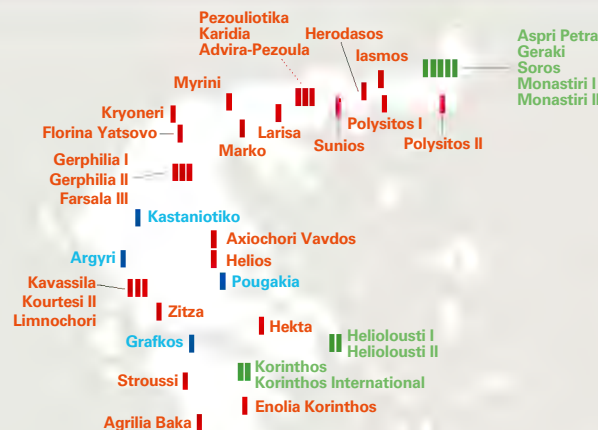 Pezouliotika
Karidia
Advira-Pezoula
Herodasos
Iasmos
Aspri Petra
Geraki
Soros
Monastiri I
Monastiri II
Myrini
Kryoneri
Florina Yatsovo
Larisa
Marko
Sunios
Polysitos I
Polysitos II
Gerphilia I
Gerphilia II
Farsala III
Kastaniotiko
Argyri
Axiochori Vavdos
Helios
Pougakia
Kavassila
Kourtesi II
Limnochori
Zitza
Hekta
Grafkos
Heliolousti I
Heliolousti II
Stroussi
Korinthos
Korinthos International
Enolia Korinthos
Agrilia Baka